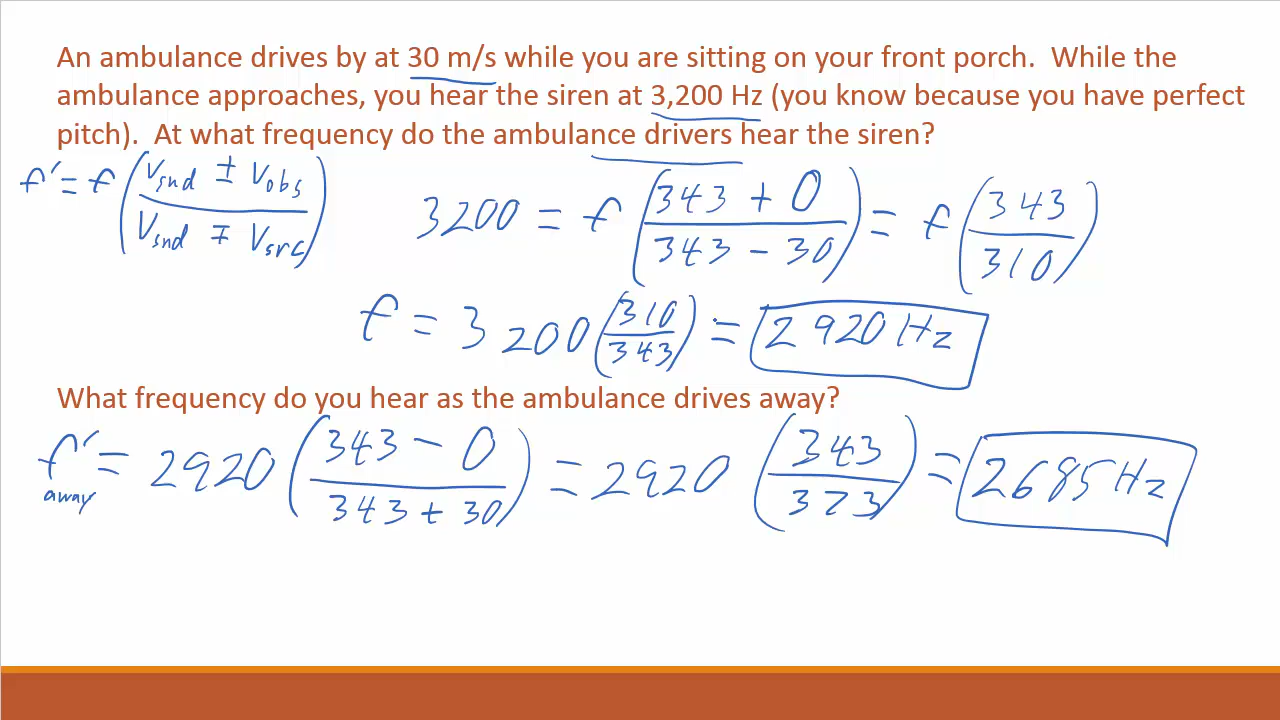 An ambulance drives by at 30 m/s while you are sitting on your front porch. While the
ambulance approaches, you hear the siren at 3,200 Hz (you know because you have perfect
pitch). At what frequency do the ambulance drivers hear the siren?
f' = f (Vsnd ± Vobs / Vsnd ∓ Vsrc)
3200 = f (343 + 0 / 343 - 30) = f (343 / 310)
f = 3200 (310 / 343) = 2920 Hz
What frequency do you hear as the ambulance drives away?
f'away = 2920 (343 - 0 / 343 + 30) = 2920 (343 / 373) = 2685 Hz